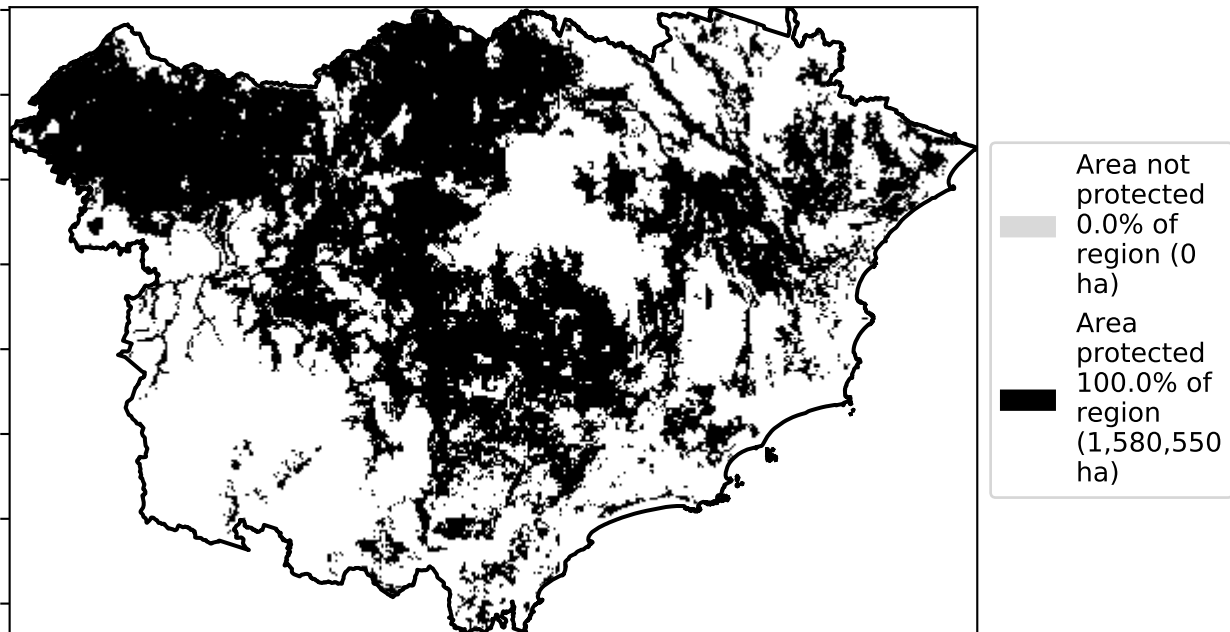 Area not
protected
0.0% of
region (0
ha)
Area
protected
100.0% of
region
(1,580,550
ha)